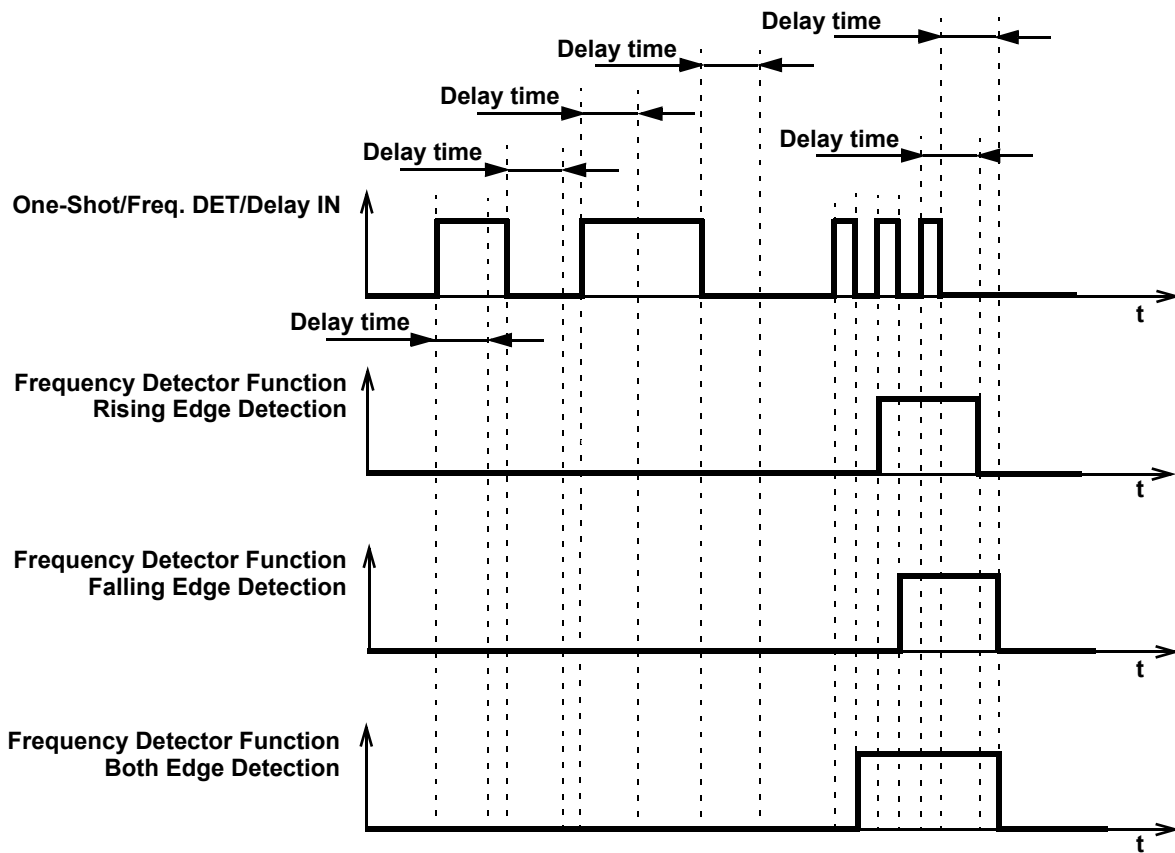 Delay time
Delay time
Delay time
Delay time
Delay time
One-Shot/Freq. DET/Delay IN
t
Delay time
Frequency Detector Function
Rising Edge Detection
t
Frequency Detector Function
Falling Edge Detection
t
Frequency Detector Function
Both Edge Detection
t